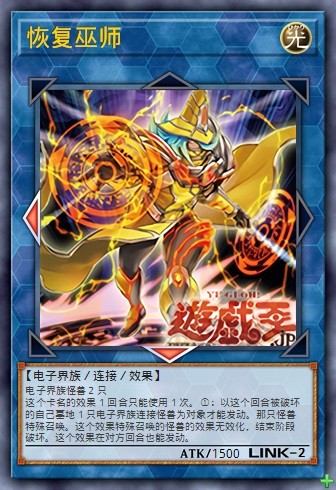 恢复巫师
光
YU-GI-OH!
遊戯王
.JP
【电子界族/连接/效果】
电子界族怪兽2只
这个卡名的效果1回合只能使用1次。①：以这个回合被破坏
的自己墓地1只电子界族连接怪兽为对象才能发动。那只怪兽
特殊召唤。这个效果特殊召唤的怪兽的效果无效化，结束阶段
破坏。这个效果在对方回合也能发动。
ATK/1500 LINK-2